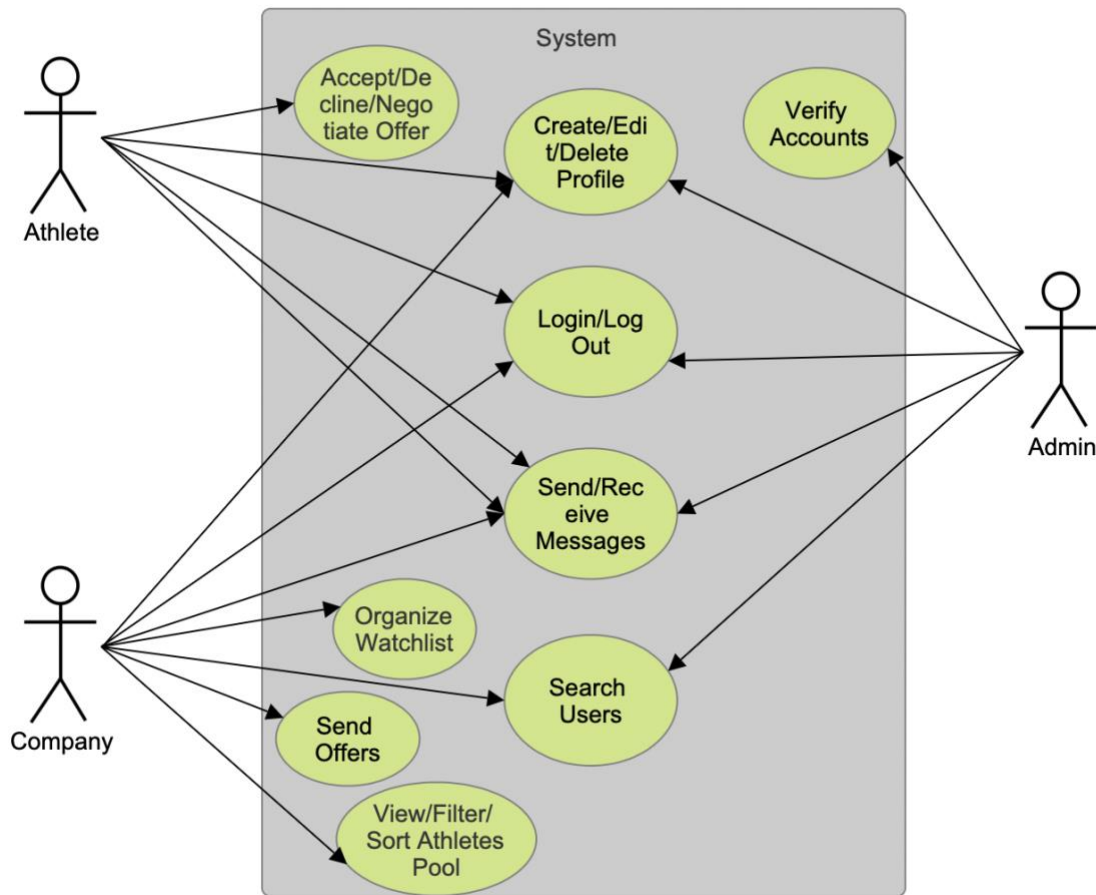 System
Accept/De
cline/Nego
tiate Offer
Create/Edi
t/Delete
Profile
Verify
Accounts
Athlete
Login/Log
Out
Admin
Send/Rec
eive
Messages
Organize
Watchlist
Search
Users
Company
Send
Offers
View/Filter/
Sort Athletes
Pool